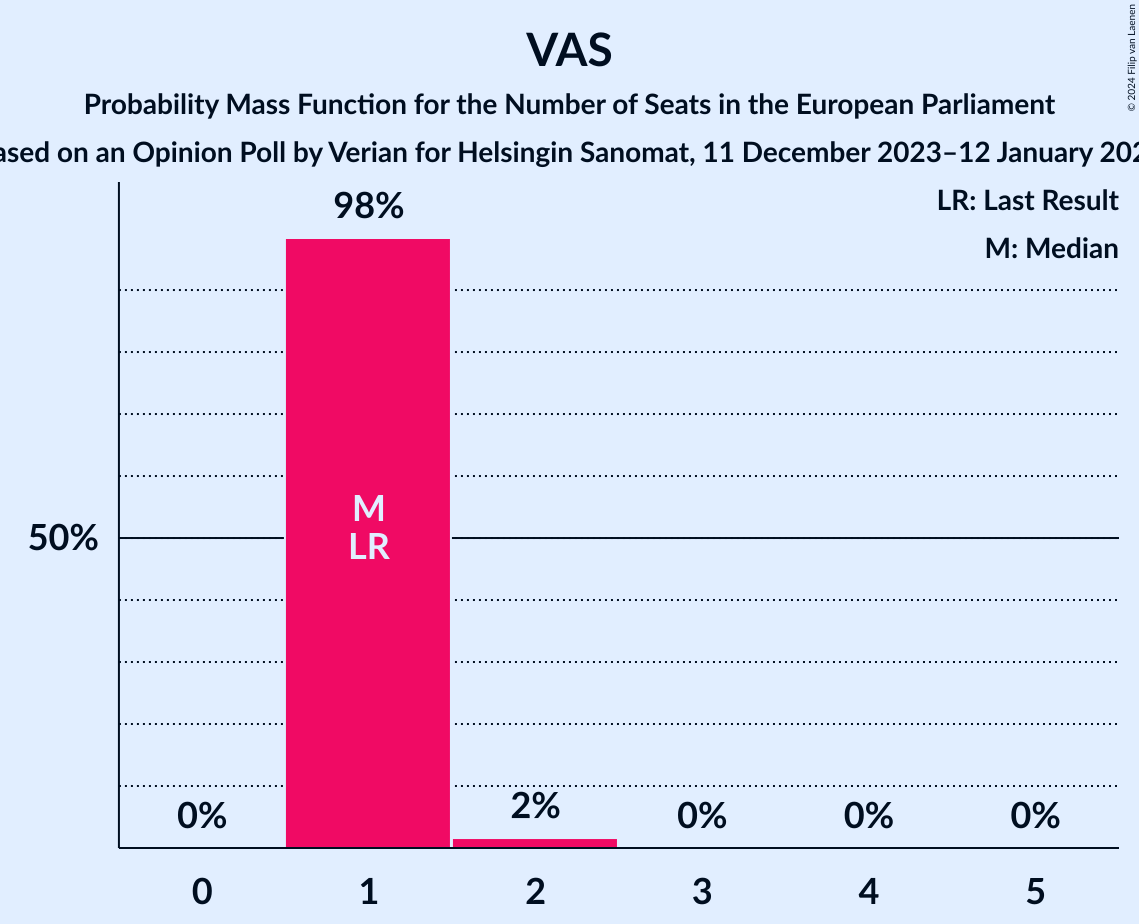 VAS
Probability Mass Function for the Number of Seats in the European Parliament
ased on an Opinion Poll by Verian for Helsingin Sanomat, 11 December 2023–12 January 202
© 2024 Filip van Laenen
LR: Last Result
M: Median
98%
M
LR
50%
0%
2%
0%
0%
0%
0
1
2
3
4
5